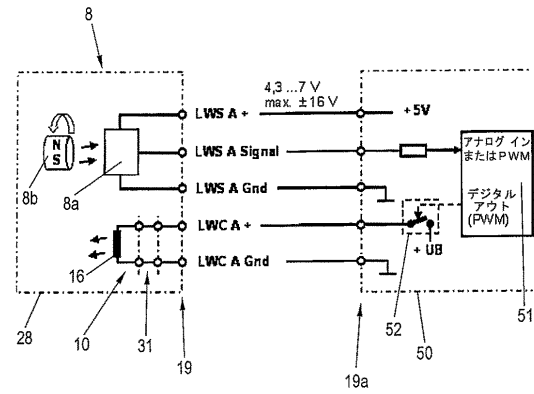 8
4,3 ...7 V
max. ±16 V
LWS A +
+5V
N
S
LWS A Signal
アナログ イン
またはPWM
8b
8a
LWS A Gnd
デジタル
アウト
(PWM)
LWC A +
+ UB
16
LWC A Gnd
28
10
31
19
19a
52
50
51